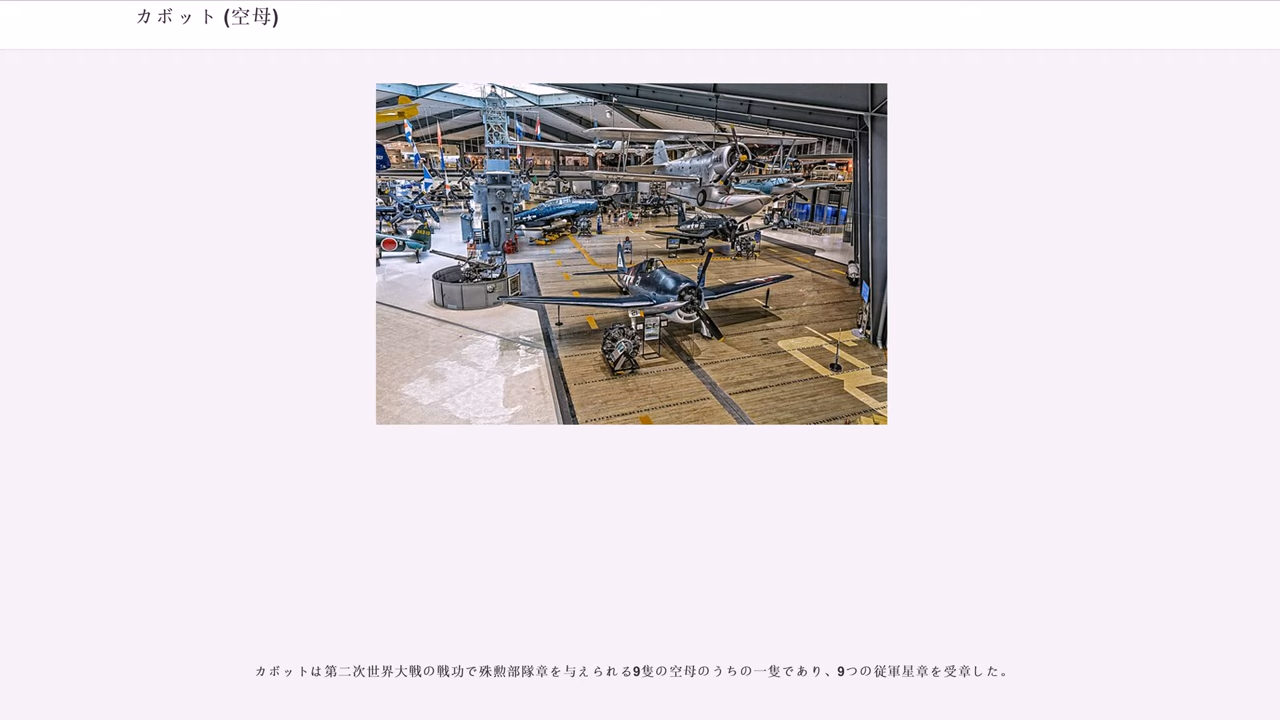 カボット (空母)
カボットは第二次世界大戦の戦功で殊勲部隊章を与えられる9隻の空母のうちの一隻であり、9つの従軍星章を受章した。